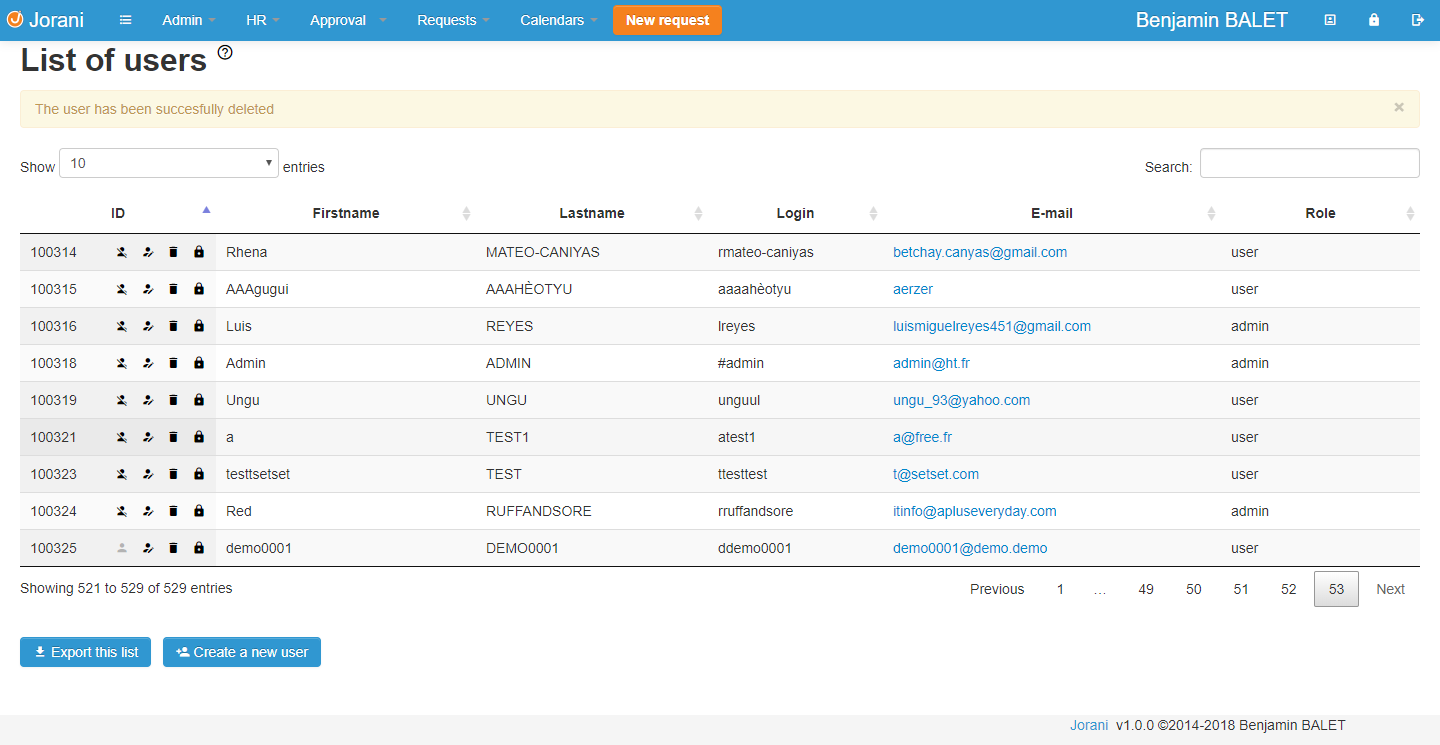 Jorani Admin HR Approval Requests Calendars New request Benjamin BALET
List of users
The user has been succesfully deleted ×
Show 10 entries Search:
ID Firstname Lastname Login E-mail Role
100314 Rhena MATEO-CANIYAS rmateo-caniyas betchay.canyas@gmail.com user
100315 AAAgugui AAAHÈOTYU aaaahèotyu aerzer user
100316 Luis REYES lreyes luismiguelreyes451@gmail.com admin
100318 Admin ADMIN #admin admin@ht.fr admin
100319 Ungu UNGU unguul ungu_93@yahoo.com user
100321 a TEST1 atest1 a@free.fr user
100323 testtsetset TEST ttesttest t@setset.com user
100324 Red RUFFANDSORE rruffandsore itinfo@apluseveryday.com admin
100325 demo0001 DEMO0001 ddemo0001 demo0001@demo.demo user
Showing 521 to 529 of 529 entries Previous 1 … 49 50 51 52 53 Next
Export this list Create a new user
Jorani v1.0.0 ©2014-2018 Benjamin BALET